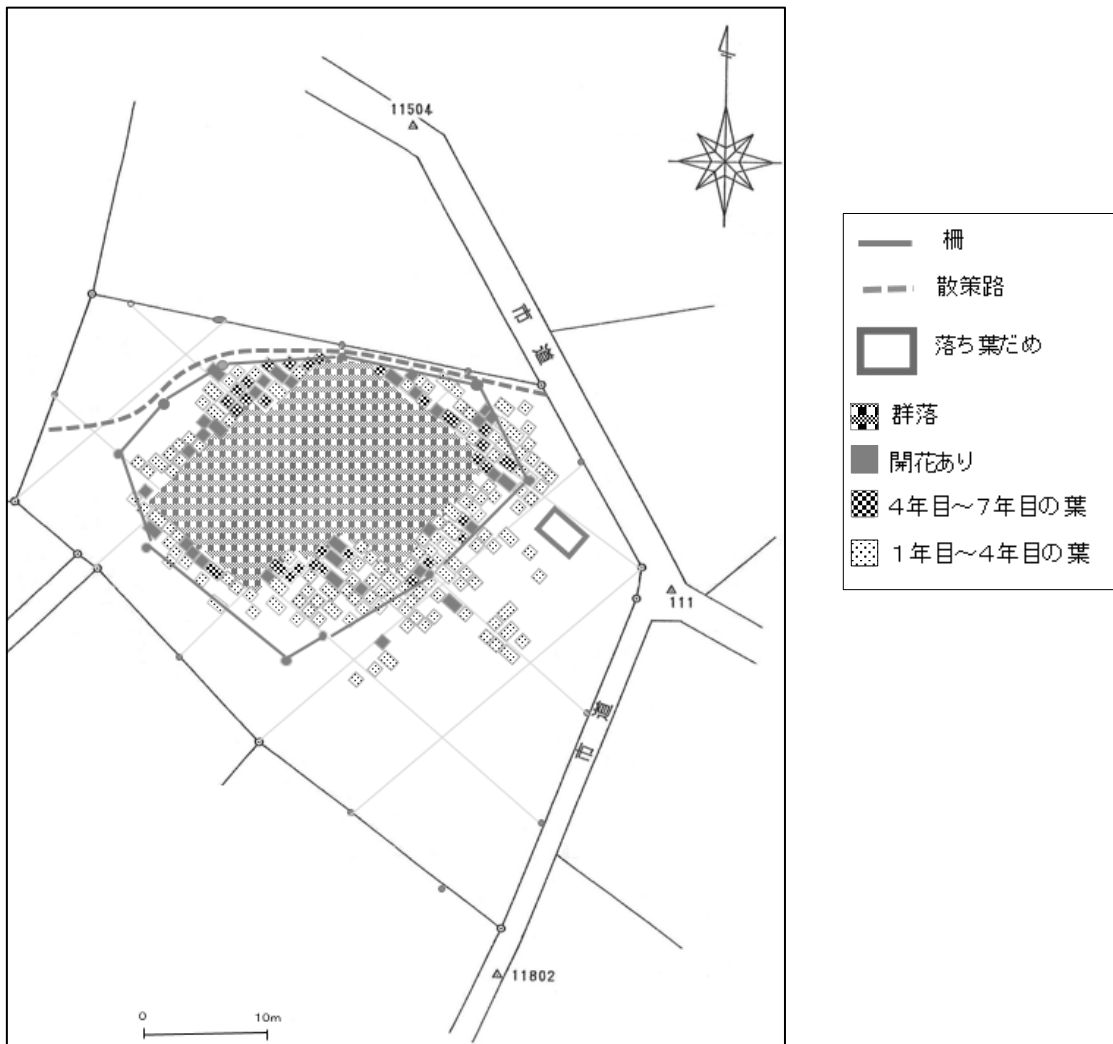 11504
市道
111
市道
11802
0 10m
柵
散策路
落ち葉だめ
群落
開花あり
4年目～7年目の葉
1年目～4年目の葉